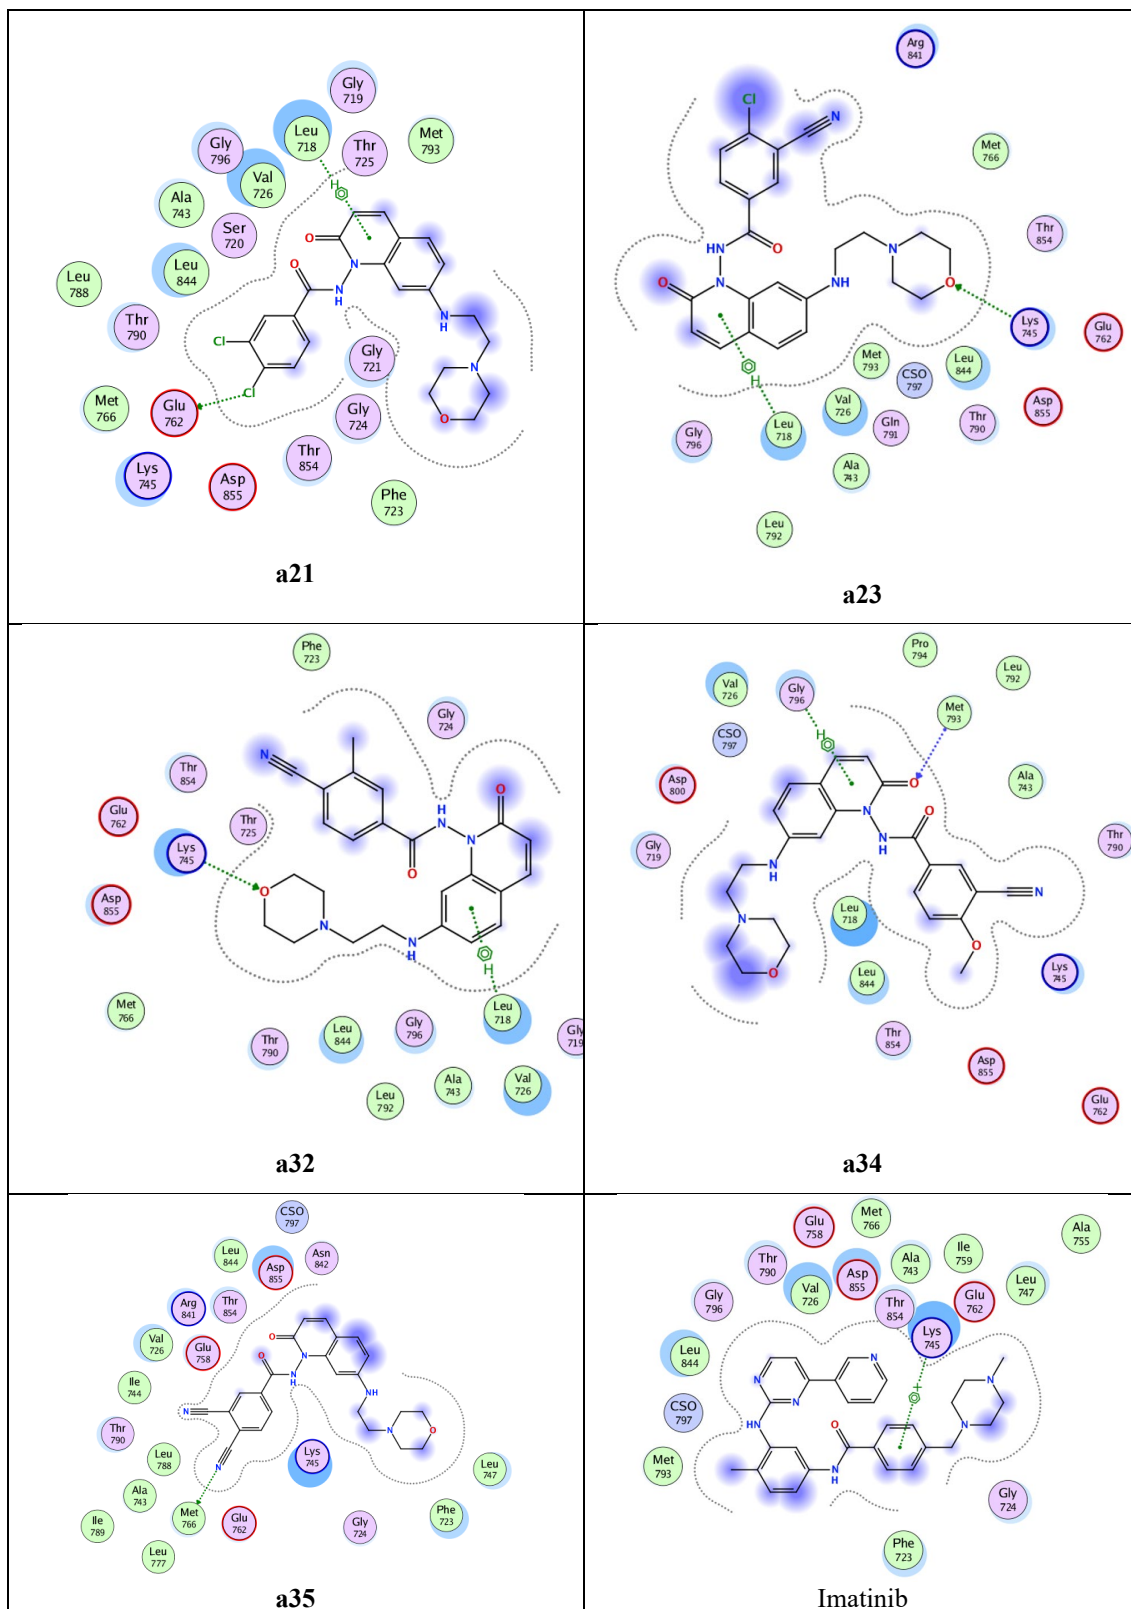 Gly
719
Leu
718
Met
793
Gly
796
Thr
725
Val
726
Ala
743
Ser
720
Leu
844
Leu
788
Thr
790
Gly
721
Met
766
Glu
762
Gly
724
Lys
745
Asp
855
Thr
854
Phe
723
H
O
O
N
N
H
N
H
N
O
Cl
Cl
a21
Arg
841
Met
766
Thr
854
Lys
745
Glu
762
Met
793
CSO
797
Leu
844
Val
726
Gln
791
Thr
790
Asp
855
Gly
796
Leu
718
Ala
743
Leu
792
Cl
N
HN
O
O
N
NH
N
O
H
a23
Phe
723
Gly
724
Thr
854
Glu
762
Thr
725
Lys
745
Asp
855
Met
766
Thr
790
Leu
844
Gly
796
Leu
718
Gly
719
Leu
792
Ala
743
Val
726
N
H
N
N
O
O
O
N
N
H
H
a32
Pro
794
Leu
792
Val
726
Gly
796
Met
793
CSO
797
Asp
800
Ala
743
Gly
719
Thr
790
Leu
718
Leu
844
Lys
745
Thr
854
Asp
855
Glu
762
H
O
N
O
N
H
N
H
N
N
O
O
a34
CSO
797
Leu
844
Asp
855
Asn
842
Arg
841
Thr
854
Val
726
Glu
758
Ile
744
Thr
790
Leu
788
Lys
745
Leu
747
Ala
743
Met
766
Ile
789
Glu
762
Gly
724
Phe
723
Leu
777
O
O
N
N
H
NH
N
O
N
N
a35
Glu
758
Met
766
Ala
755
Thr
790
Asp
855
Ala
743
Ile
759
Val
726
Leu
747
Gly
796
Thr
854
Glu
762
Lys
745
Leu
844
CSO
797
Met
793
Gly
724
Phe
723
N
N
N
NH
O
N
H
N
N
+
Imatinib